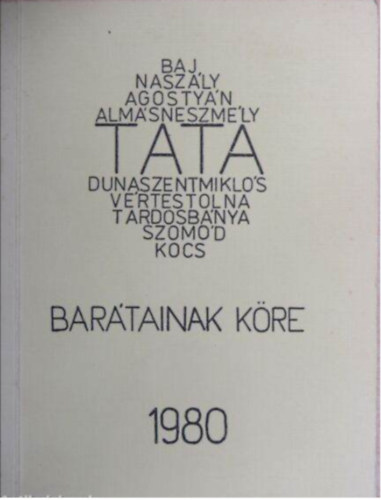 BAJ
NASZÁLY
AGOSTYÁN
ALMÁSNESZMÉLY
TATA
DUNASZENTMIKLÓS
VÉRTESTOLNA
TARDOSBÁNYA
SZOMÓD
KOCS
BARÁTAINAK KÖRE
1980